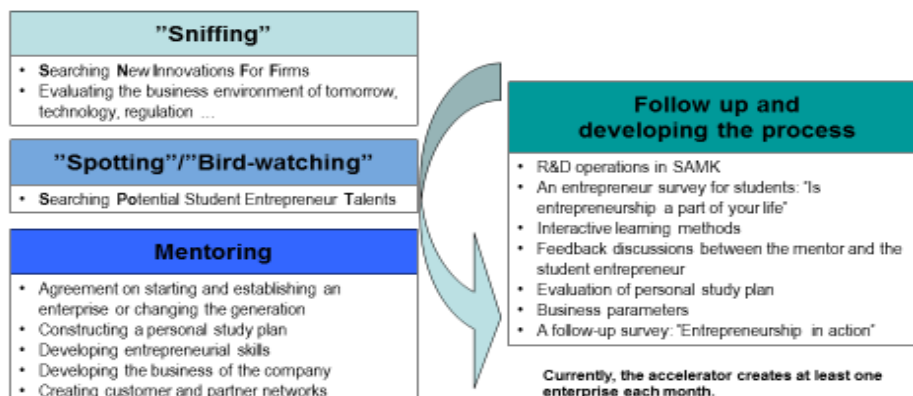 "Sniffing"
• Searching New Innovations For Firms
• Evaluating the business environment of tomorrow,
technology, regulation ...
"Spotting"/"Bird-watching"
• Searching Potential Student Entrepreneur Talents
Mentoring
• Agreement on starting and establishing an
enterprise or changing the generation
• Constructing a personal study plan
• Developing entrepreneurial skills
• Developing the business of the company
• Creating customer and partner networks
Follow up and
developing the process
• R&D operations in SAMK
• An entrepreneur survey for students: "Is
entrepreneurship a part of your life"
• Interactive learning methods
• Feedback discussions between the mentor and the
student entrepreneur
• Evaluation of personal study plan
• Business parameters
• A follow-up survey: "Entrepreneurship in action"
Currently, the accelerator creates at least one
enterprise each month.